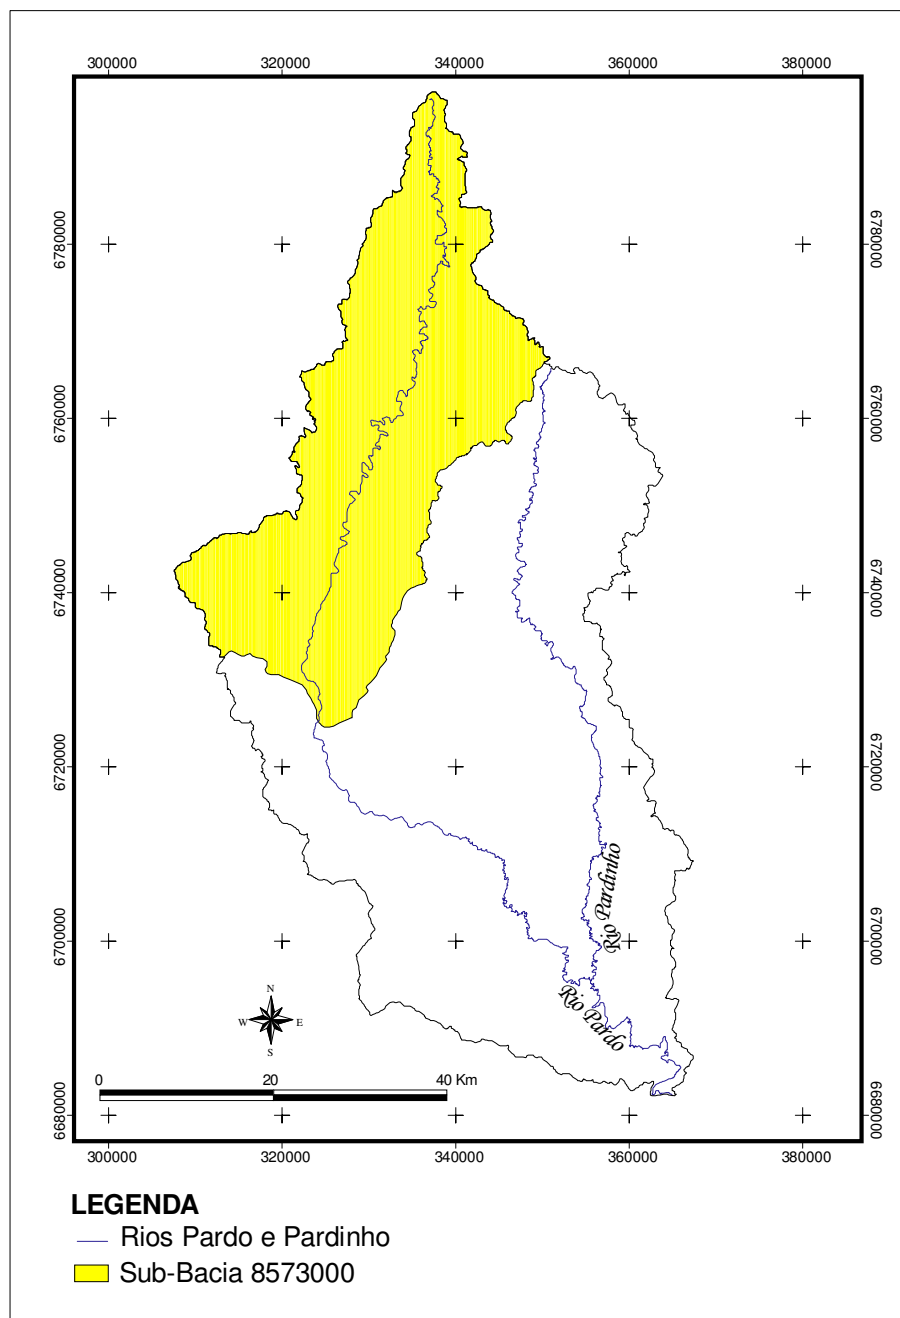 300000 320000 340000 360000 380000
6780000 6780000
6760000 6760000
6740000 6740000
6720000 6720000
Rio Pardinho
6700000 6700000
Rio Pardo
N
W E
S
0 20 40 Km
6680000 6680000
300000 320000 340000 360000 380000
LEGENDA
Rios Pardo e Pardinho
Sub-Bacia 8573000